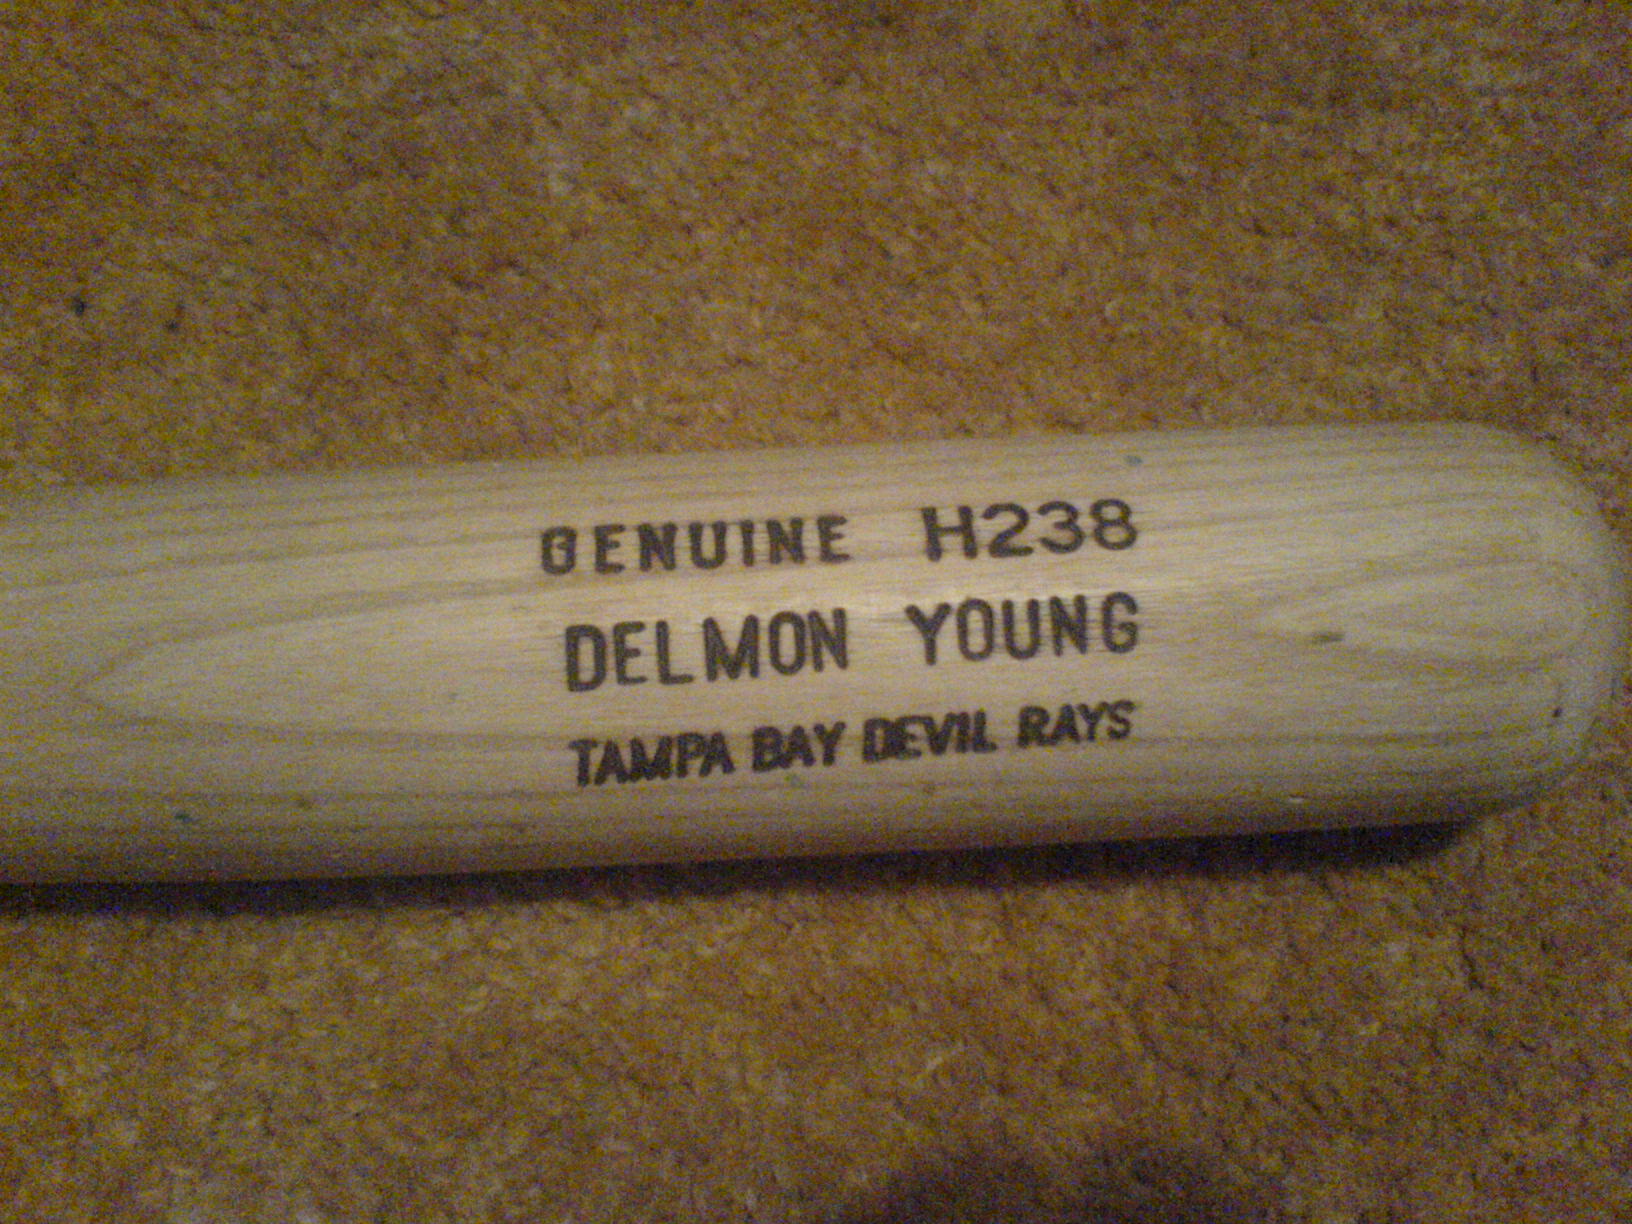 GENUINE H238
DELMON YOUNG
TAMPA BAY DEVIL RAYS